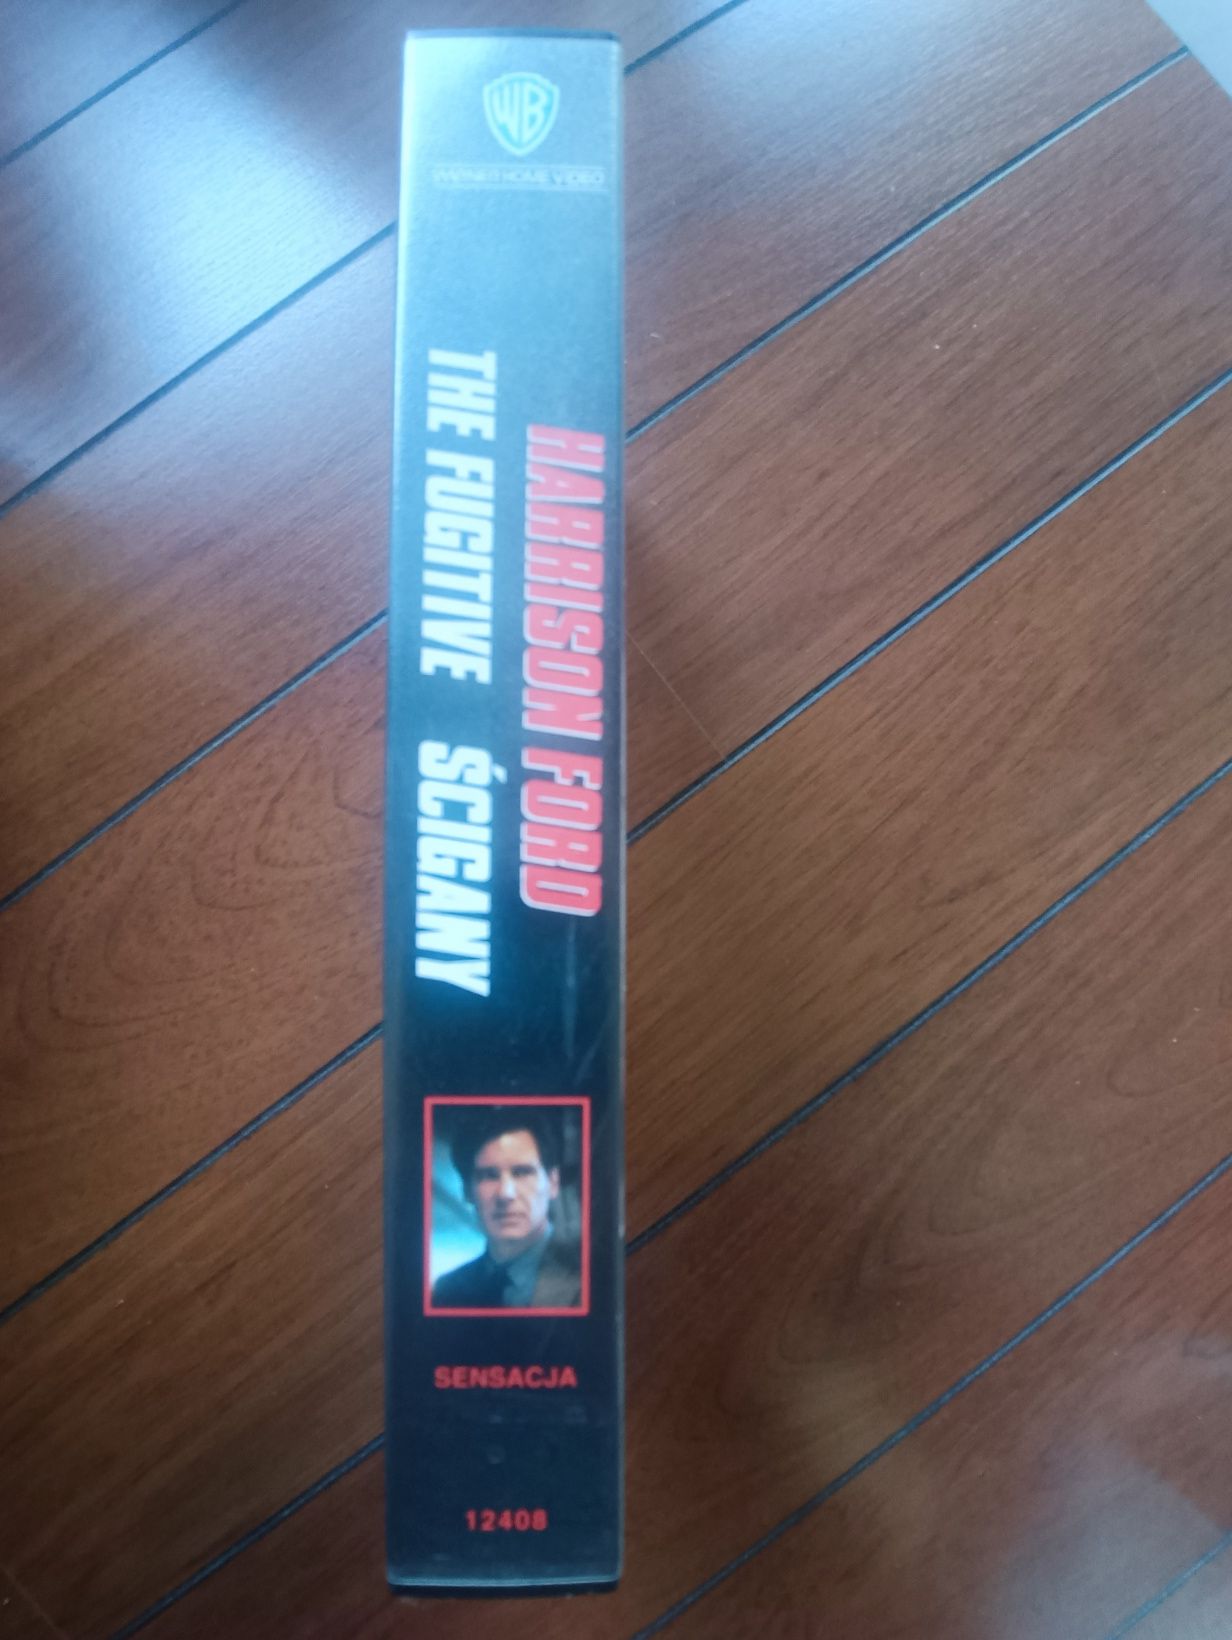 WB
WARNER HOME VIDEO
HARRISON FORD
THE FUGITIVE ŚCIGANY
SENSACJA
12408